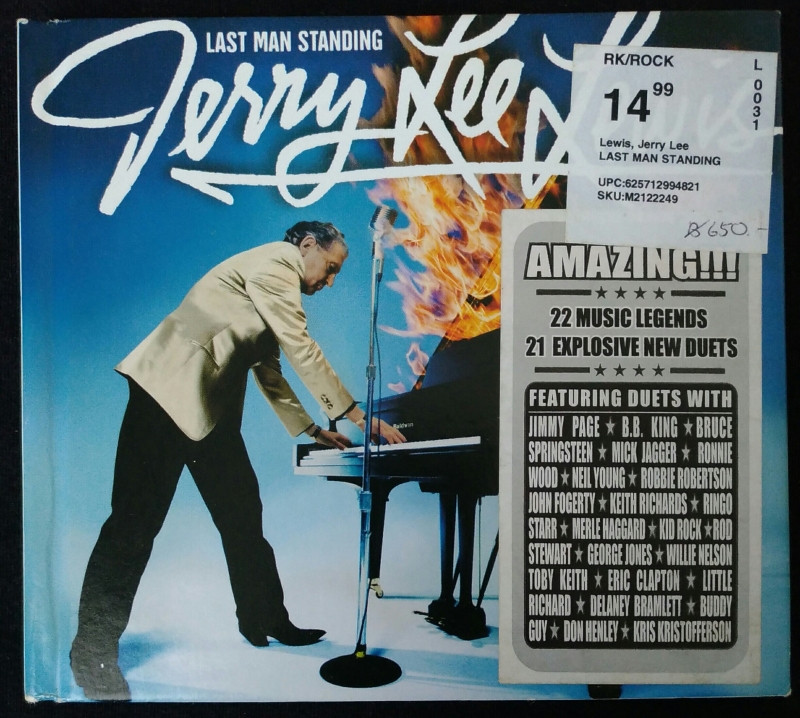 LAST MAN STANDING
Jerry Lee Lewis
RK/ROCK
L 0031
14 99
Lewis, Jerry Lee
LAST MAN STANDING
UPC:625712994821
SKU:M2122249
650.-
AMAZING!!!
22 MUSIC LEGENDS
21 EXPLOSIVE NEW DUETS
FEATURING DUETS WITH
JIMMY PAGE ★ B.B. KING ★ BRUCE
SPRINGSTEEN ★ MICK JAGGER ★ RONNIE
WOOD ★ NEIL YOUNG ★ ROBBIE ROBERTSON
JOHN FOGERTY ★ KEITH RICHARDS ★ RINGO
STARR ★ MERLE HAGGARD ★ KID ROCK ★ ROD
STEWART ★ GEORGE JONES ★ WILLIE NELSON
TOBY KEITH ★ ERIC CLAPTON ★ LITTLE
RICHARD ★ DELANEY BRAMLETT ★ BUDDY
GUY ★ DON HENLEY ★ KRIS KRISTOFFERSON
Baldwin